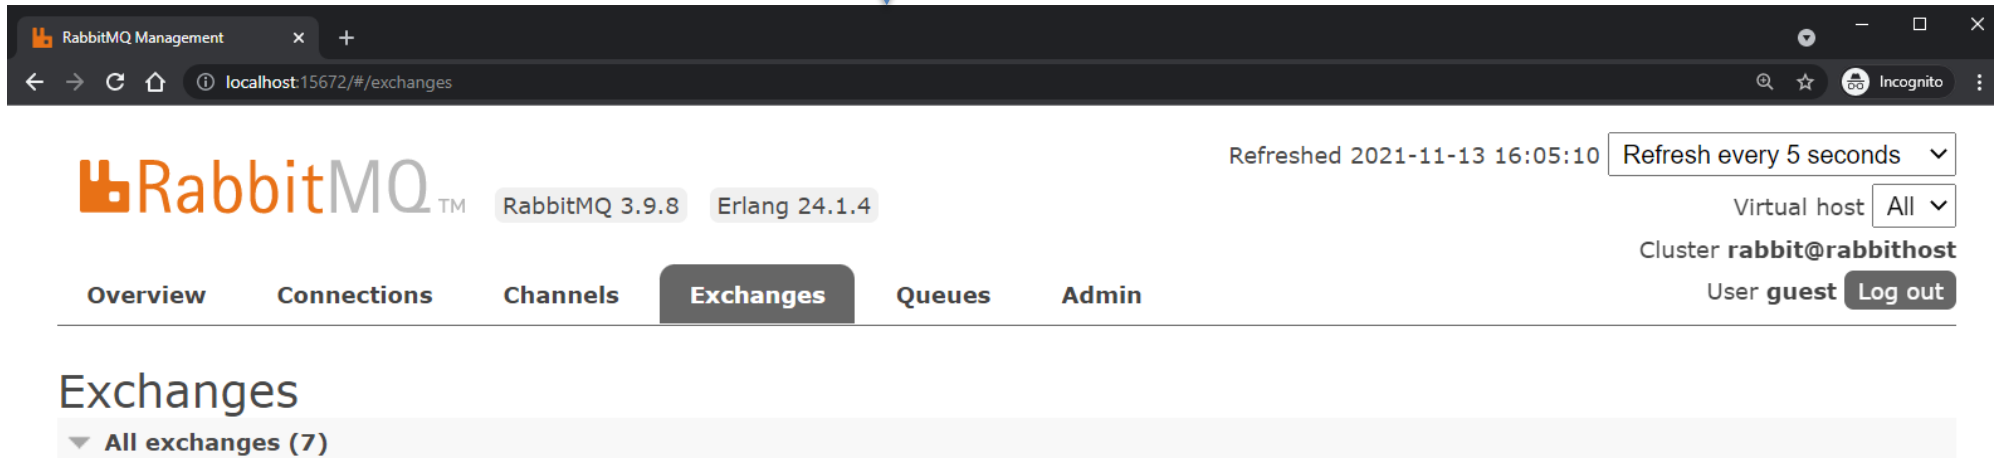 RabbitMQ Management
localhost:15672/#/exchanges
Incognito
RabbitMQ TM
RabbitMQ 3.9.8
Erlang 24.1.4
Refreshed 2021-11-13 16:05:10
Refresh every 5 seconds
Virtual host All
Cluster rabbit@rabbithost
User guest Log out
Overview Connections Channels Exchanges Queues Admin
Exchanges
All exchanges (7)